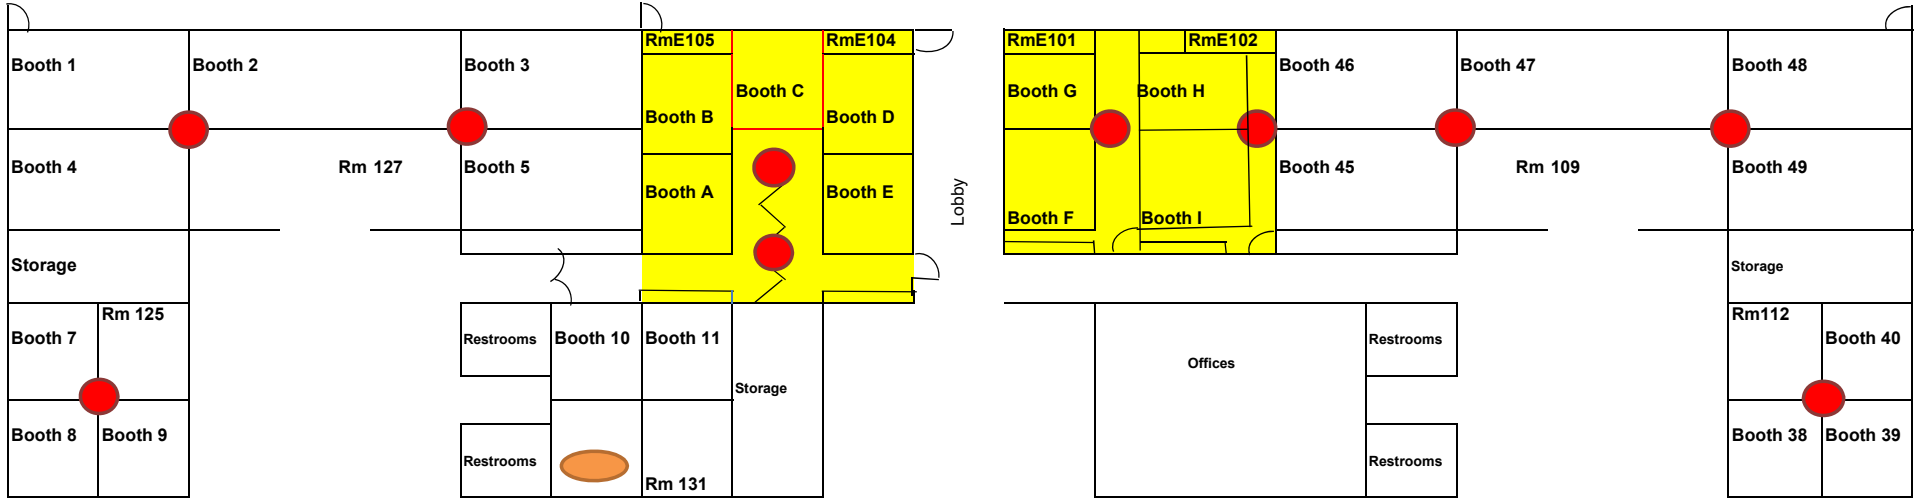 RmE105
RmE104
RmE101
RmE102
Booth 1
Booth 2
Booth 3
Booth C
Booth G
Booth H
Booth 46
Booth 47
Booth 48
Booth B
Booth D
Booth 4
Rm 127
Booth 5
Booth 45
Rm 109
Booth 49
Booth A
Booth E
Lobby
Booth F
Booth I
Storage
Storage
Rm 125
Rm112
Booth 7
Restrooms
Booth 10
Booth 11
Restrooms
Booth 40
Offices
Storage
Booth 8
Booth 9
Booth 38
Booth 39
Restrooms
Restrooms
Rm 131